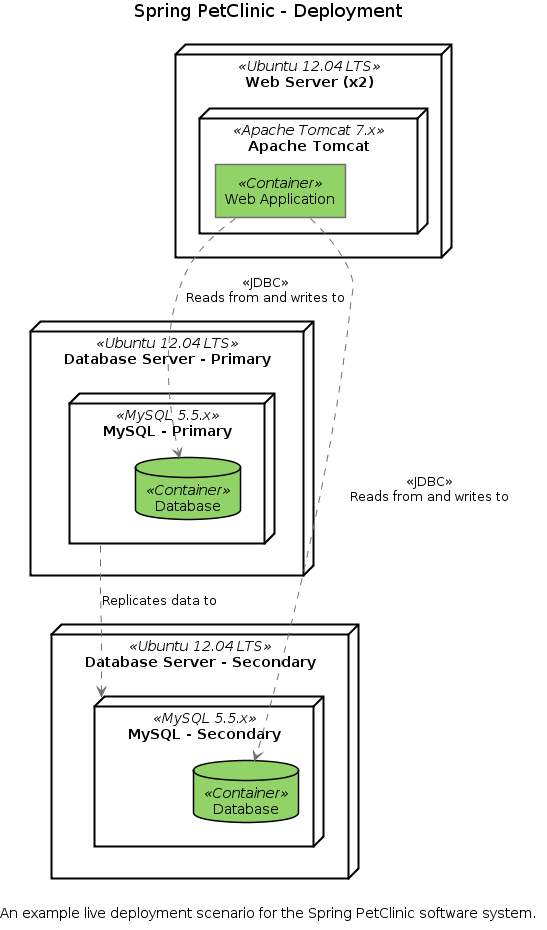 Spring PetClinic - Deployment
«Ubuntu 12.04 LTS»
Web Server (x2)
«Apache Tomcat 7.x»
Apache Tomcat
«Container»
Web Application
«JDBC»
Reads from and writes to
«Ubuntu 12.04 LTS»
Database Server - Primary
«MySQL 5.5.x»
MySQL - Primary
«Container»
Database
«JDBC»
Reads from and writes to
Replicates data to
«Ubuntu 12.04 LTS»
Database Server - Secondary
«MySQL 5.5.x»
MySQL - Secondary
«Container»
Database
An example live deployment scenario for the Spring PetClinic software system.